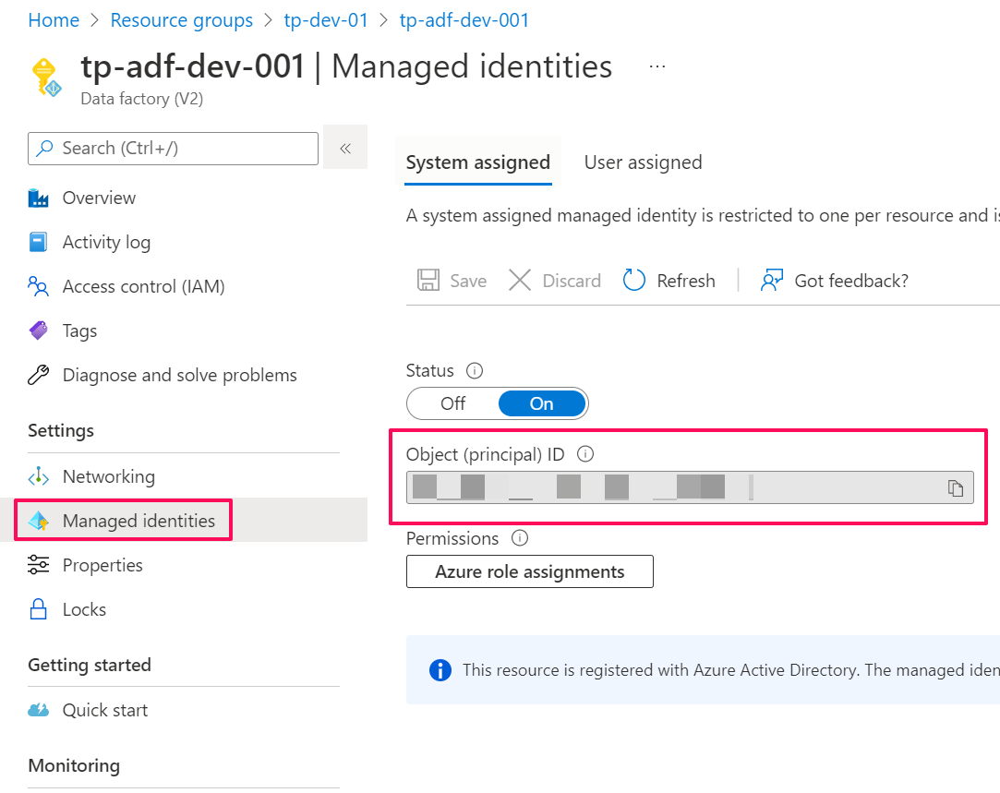 Home > Resource groups > tp-dev-01 > tp-adf-dev-001
tp-adf-dev-001 | Managed identities ...
Data factory (V2)
Search (Ctrl+/)
«
Overview
Activity log
Access control (IAM)
Tags
Diagnose and solve problems
Settings
Networking
Managed identities
Properties
Locks
Getting started
Quick start
Monitoring
System assigned User assigned
A system assigned managed identity is restricted to one per resource and is
Save Discard Refresh Got feedback?
Status
Off On
Object (principal) ID
Permissions
Azure role assignments
This resource is registered with Azure Active Directory. The managed iden